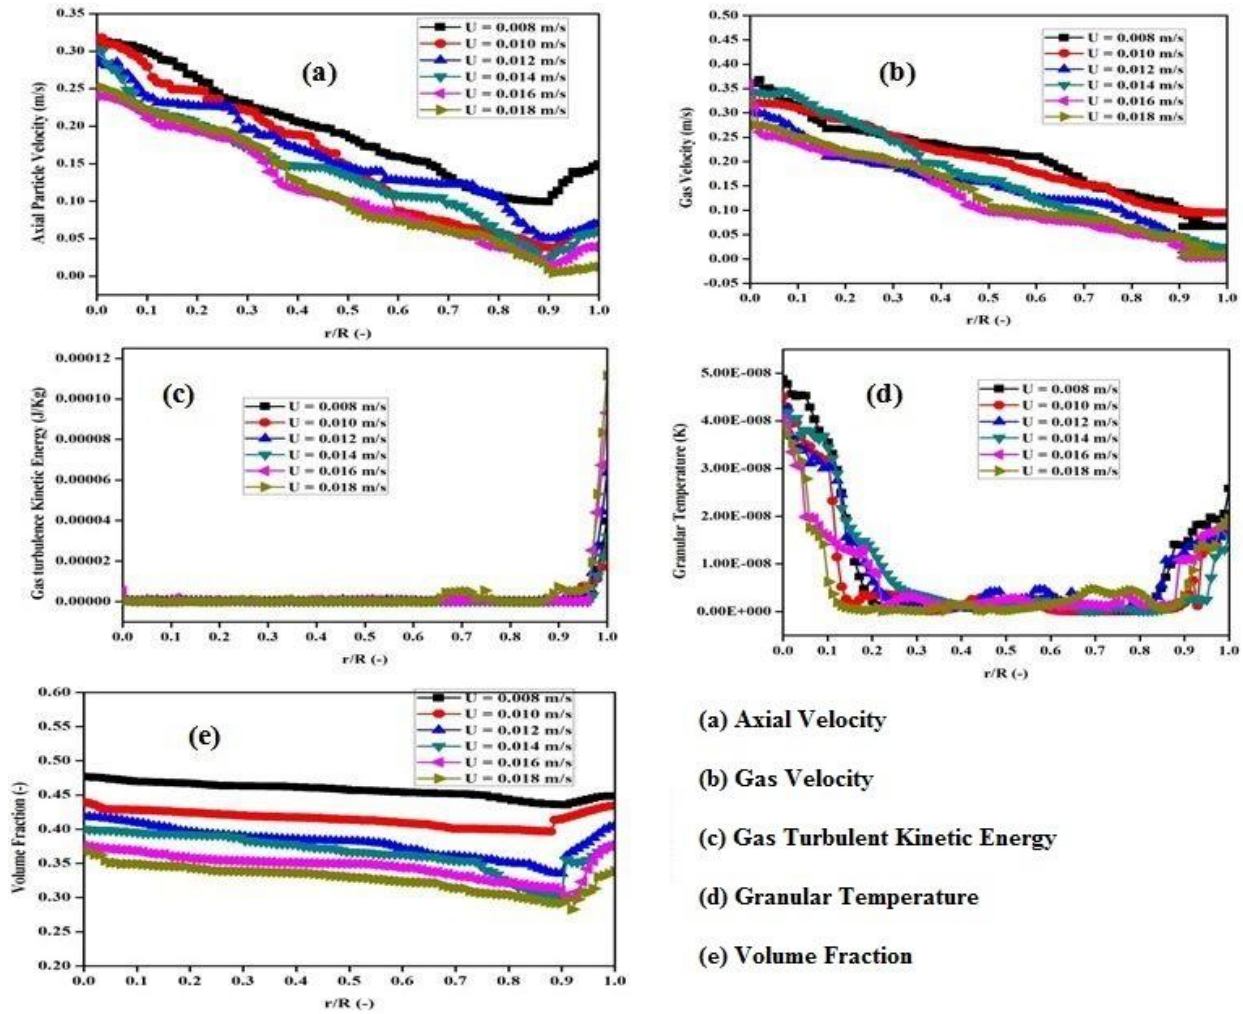 0.35
0.30
0.25
0.20
0.15
0.10
0.05
0.00
Axial Particle Velocity (m/s)
(a)
U = 0.008 m/s
U = 0.010 m/s
U = 0.012 m/s
U = 0.014 m/s
U = 0.016 m/s
U = 0.018 m/s
0.0 0.1 0.2 0.3 0.4 0.5 0.6 0.7 0.8 0.9 1.0
r/R (-)
0.50
0.40
0.30
0.20
0.10
0.00
-0.05
Gas Velocity (m/s)
(b)
U = 0.008 m/s
U = 0.010 m/s
U = 0.012 m/s
U = 0.014 m/s
U = 0.016 m/s
U = 0.018 m/s
0.0 0.1 0.2 0.3 0.4 0.5 0.6 0.7 0.8 0.9 1.0
r/R (-)
0.00012
0.00010
0.00008
0.00006
0.00004
0.00002
0.00000
Gas turbulence Kinetic Energy (J/Kg)
(c)
U = 0.008 m/s
U = 0.010 m/s
U = 0.012 m/s
U = 0.014 m/s
U = 0.016 m/s
U = 0.018 m/s
0.0 0.1 0.2 0.3 0.4 0.5 0.6 0.7 0.8 0.9 1.0
r/R (-)
5.00E-008
4.00E-008
3.00E-008
2.00E-008
1.00E-008
0.00E+000
Granular Temperature (K)
(d)
U = 0.008 m/s
U = 0.010 m/s
U = 0.012 m/s
U = 0.014 m/s
U = 0.016 m/s
U = 0.018 m/s
0.0 0.1 0.2 0.3 0.4 0.5 0.6 0.7 0.8 0.9 1.0
r/R (-)
0.60
0.55
0.50
0.45
0.40
0.35
0.30
0.25
0.20
Volume Fraction (-)
(e)
U = 0.008 m/s
U = 0.010 m/s
U = 0.012 m/s
U = 0.014 m/s
U = 0.016 m/s
U = 0.018 m/s
0.0 0.1 0.2 0.3 0.4 0.5 0.6 0.7 0.8 0.9 1.0
r/R (-)
(a) Axial Velocity
(b) Gas Velocity
(c) Gas Turbulent Kinetic Energy
(d) Granular Temperature
(e) Volume Fraction